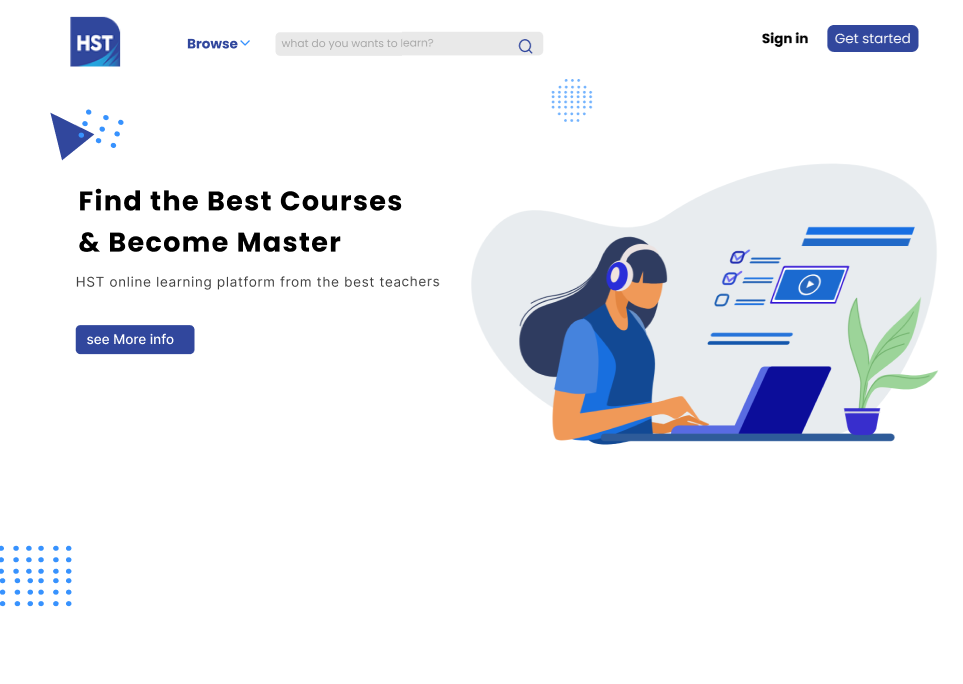 HST
Browse
what do you wants to learn?
Sign in
Get started
Find the Best Courses
& Become Master
HST online learning platform from the best teachers
see More info